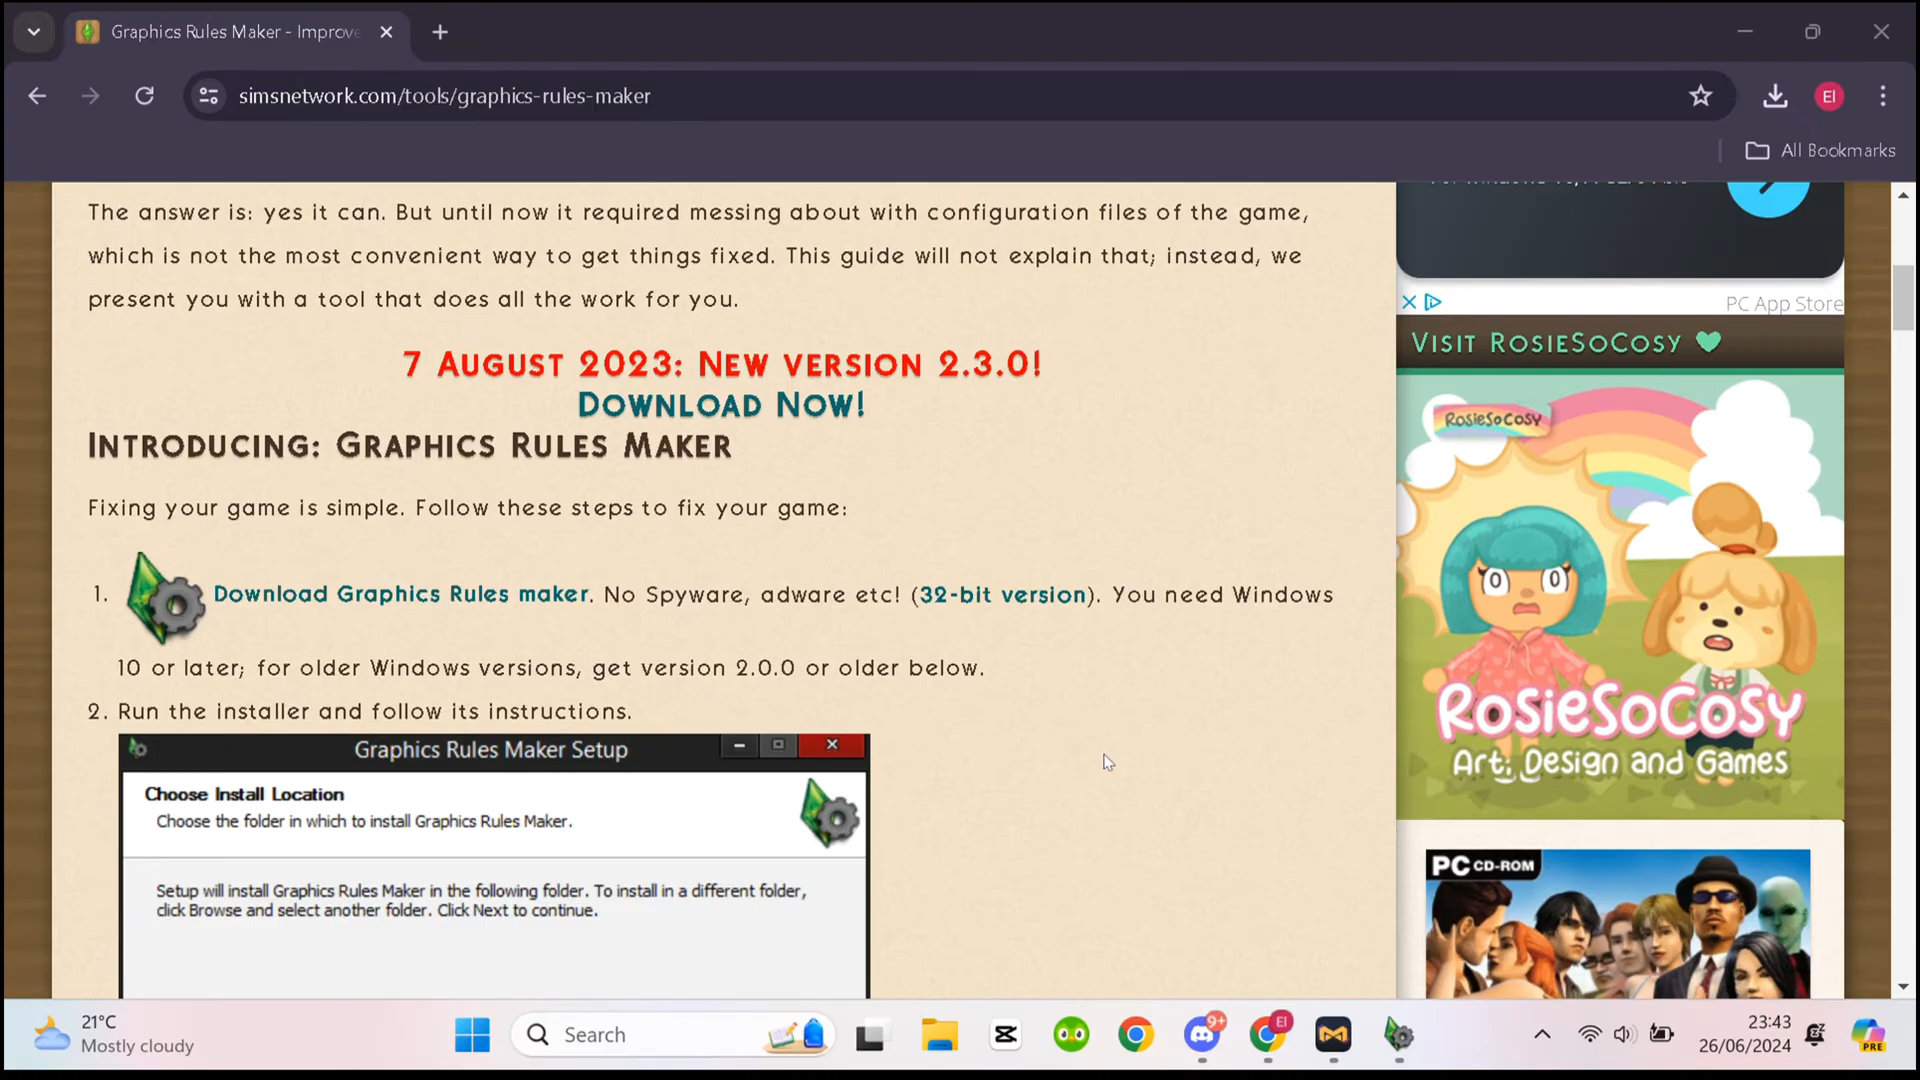 Graphics Rules Maker - Improve
simsnetwork.com/tools/graphics-rules-maker
El
All Bookmarks
The answer is: yes it can. But until now it required messing about with configuration files of the game,
which is not the most convenient way to get things fixed. This guide will not explain that; instead, we
present you with a tool that does all the work for you.
7 August 2023: New version 2.3.0!
Download Now!
Introducing: Graphics Rules Maker
Fixing your game is simple. Follow these steps to fix your game:
1. Download Graphics Rules maker. No Spyware, adware etc! (32-bit version). You need Windows
10 or later; for older Windows versions, get version 2.0.0 or older below.
2. Run the installer and follow its instructions.
Graphics Rules Maker Setup
Choose Install Location
Choose the folder in which to install Graphics Rules Maker.
Setup will install Graphics Rules Maker in the following folder. To install in a different folder,
click Browse and select another folder. Click Next to continue.
PC App Store
Visit RosieSoCosy
RosieSoCosy
RosieSoCosy
Art, Design and Games
PC CD-ROM
21°C
Mostly cloudy
Search
9+
El
23:43
26/06/2024
PRE